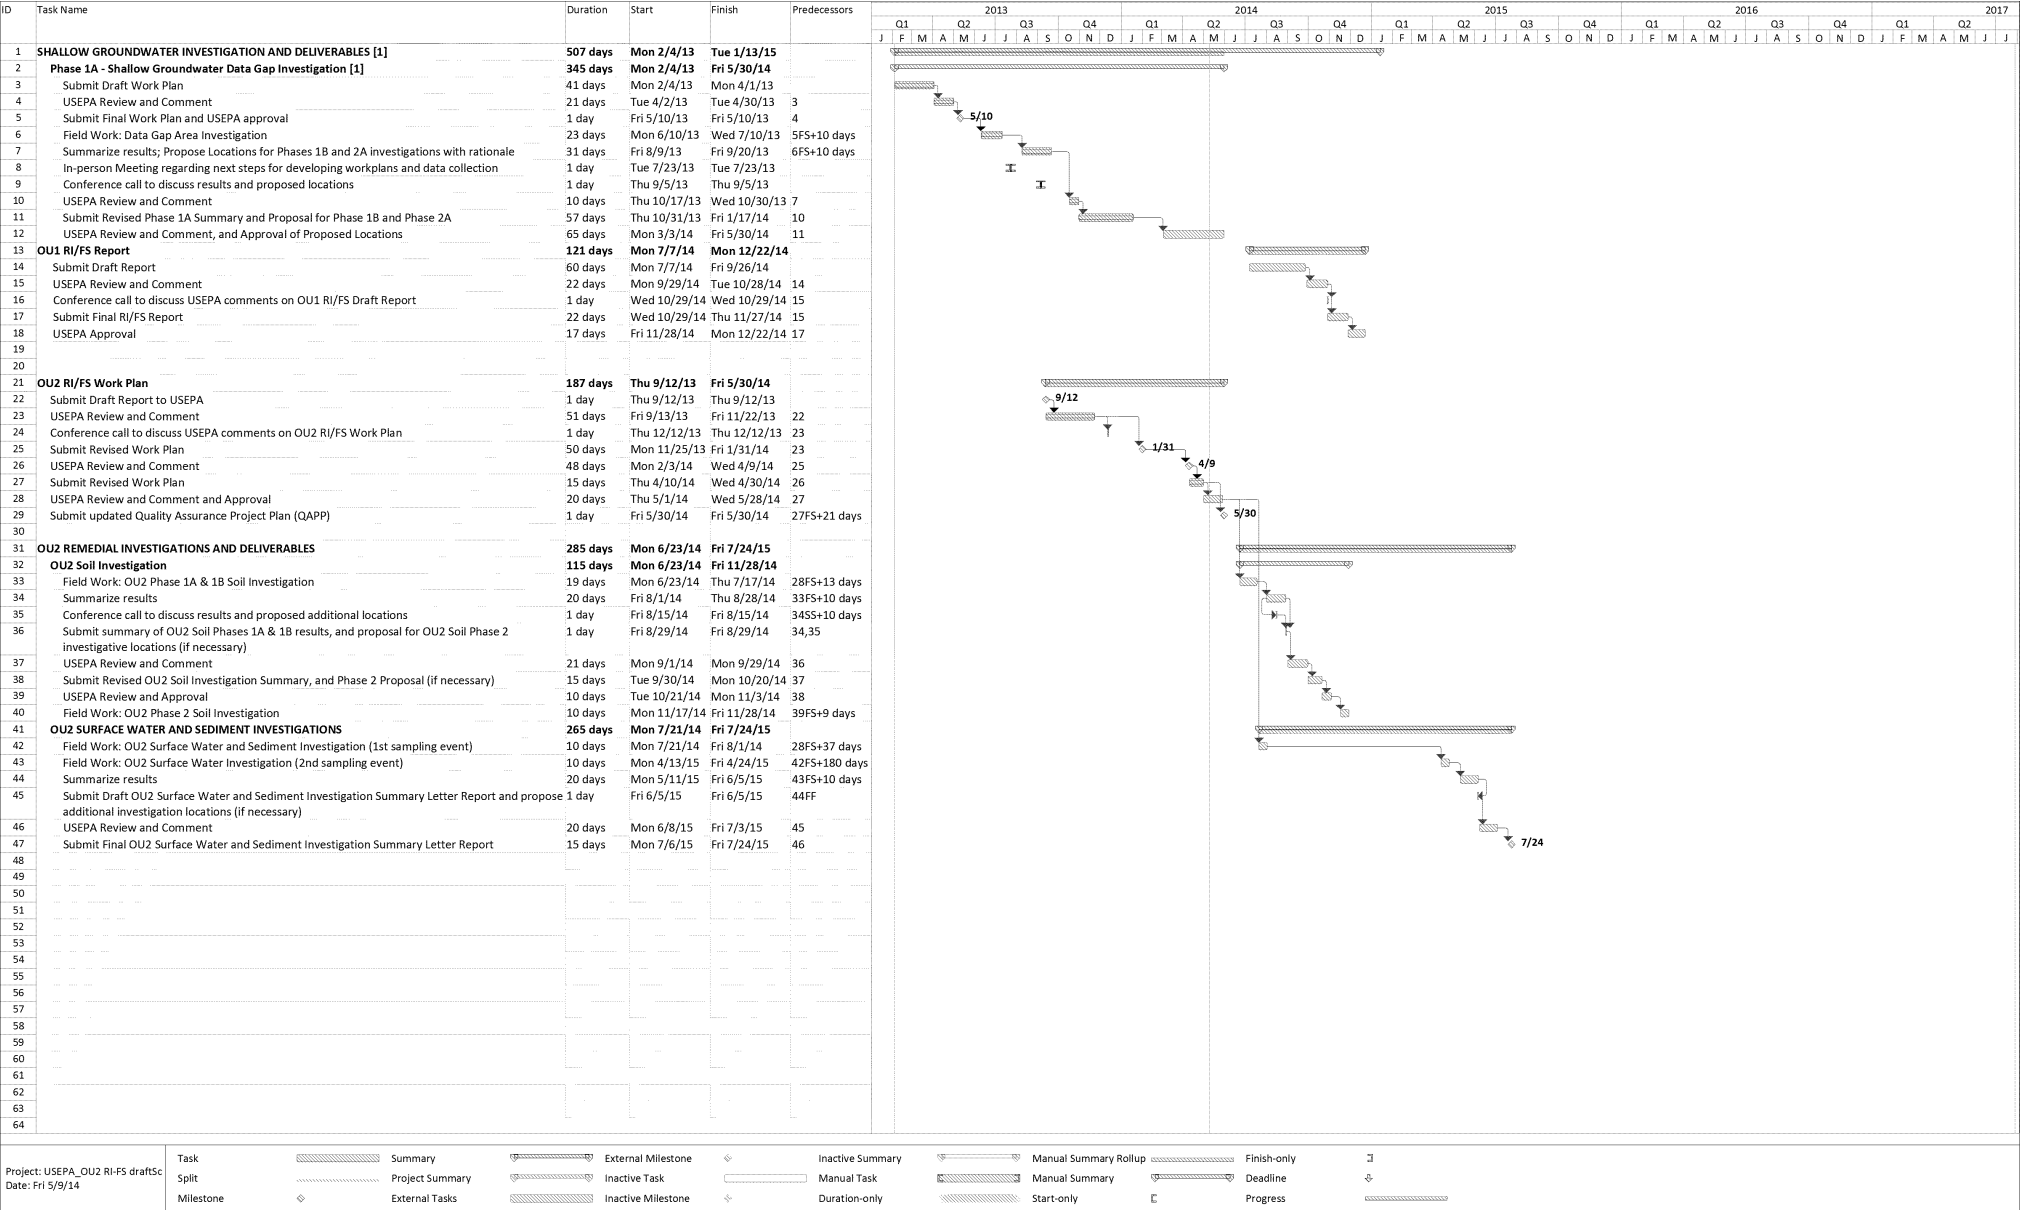 ID Task Name Duration Start Finish Predecessors
2013 2014 2015 2016 2017
Q1 Q2 Q3 Q4 Q1 Q2 Q3 Q4 Q1 Q2 Q3 Q4 Q1 Q2 Q3 Q4 Q1 Q2
J F M A M J J A S O N D J F M A M J J A S O N D J F M A M J J A S O N D J F M A M J J A S O N D J F M A M J J
1 SHALLOW GROUNDWATER INVESTIGATION AND DELIVERABLES [1] 507 days Mon 2/4/13 Tue 1/13/15
2 Phase 1A - Shallow Groundwater Data Gap Investigation [1] 345 days Mon 2/4/13 Fri 5/30/14
3 Submit Draft Work Plan 41 days Mon 2/4/13 Mon 4/1/13
4 USEPA Review and Comment 21 days Tue 4/2/13 Tue 4/30/13 3
5 Submit Final Work Plan and USEPA approval 1 day Fri 5/10/13 Fri 5/10/13 4 5/10
6 Field Work: Data Gap Area Investigation 23 days Mon 6/10/13 Wed 7/10/13 5FS+10 days
7 Summarize results; Propose Locations for Phases 1B and 2A investigations with rationale 31 days Fri 8/9/13 Fri 9/20/13 6FS+10 days
8 In-person Meeting regarding next steps for developing workplans and data collection 1 day Tue 7/23/13 Tue 7/23/13
9 Conference call to discuss results and proposed locations 1 day Thu 9/5/13 Thu 9/5/13
10 USEPA Review and Comment 10 days Thu 10/17/13 Wed 10/30/13 7
11 Submit Revised Phase 1A Summary and Proposal for Phase 1B and Phase 2A 57 days Thu 10/31/13 Fri 1/17/14 10
12 USEPA Review and Comment, and Approval of Proposed Locations 65 days Mon 3/3/14 Fri 5/30/14 11
13 OU1 RI/FS Report 121 days Mon 7/7/14 Mon 12/22/14
14 Submit Draft Report 60 days Mon 7/7/14 Fri 9/26/14
15 USEPA Review and Comment 22 days Mon 9/29/14 Tue 10/28/14 14
16 Conference call to discuss USEPA comments on OU1 RI/FS Draft Report 1 day Wed 10/29/14 Wed 10/29/14 15
17 Submit Final RI/FS Report 22 days Wed 10/29/14 Thu 11/27/14 15
18 USEPA Approval 17 days Fri 11/28/14 Mon 12/22/14 17
19
20
21 OU2 RI/FS Work Plan 187 days Thu 9/12/13 Fri 5/30/14
22 Submit Draft Report to USEPA 1 day Thu 9/12/13 Thu 9/12/13 9/12
23 USEPA Review and Comment 51 days Fri 9/13/13 Fri 11/22/13 22
24 Conference call to discuss USEPA comments on OU2 RI/FS Work Plan 1 day Thu 12/12/13 Thu 12/12/13 23
25 Submit Revised Work Plan 50 days Mon 11/25/13 Fri 1/31/14 23 1/31
26 USEPA Review and Comment 48 days Mon 2/3/14 Wed 4/9/14 25 4/9
27 Submit Revised Work Plan 15 days Thu 4/10/14 Wed 4/30/14 26
28 USEPA Review and Comment and Approval 20 days Thu 5/1/14 Wed 5/28/14 27
29 Submit updated Quality Assurance Project Plan (QAPP) 1 day Fri 5/30/14 Fri 5/30/14 27FS+21 days 5/30
30
31 OU2 REMEDIAL INVESTIGATIONS AND DELIVERABLES 285 days Mon 6/23/14 Fri 7/24/15
32 OU2 Soil Investigation 115 days Mon 6/23/14 Fri 11/28/14
33 Field Work: OU2 Phase 1A & 1B Soil Investigation 19 days Mon 6/23/14 Thu 7/17/14 28FS+13 days
34 Summarize results 20 days Fri 8/1/14 Thu 8/28/14 33FS+10 days
35 Conference call to discuss results and proposed additional locations 1 day Fri 8/15/14 Fri 8/15/14 34SS+10 days
36 Submit summary of OU2 Soil Phases 1A & 1B results, and proposal for OU2 Soil Phase 2 1 day Fri 8/29/14 Fri 8/29/14 34,35
investigative locations (if necessary)
37 USEPA Review and Comment 21 days Mon 9/1/14 Mon 9/29/14 36
38 Submit Revised OU2 Soil Investigation Summary, and Phase 2 Proposal (if necessary) 15 days Tue 9/30/14 Mon 10/20/14 37
39 USEPA Review and Approval 10 days Tue 10/21/14 Mon 11/3/14 38
40 Field Work: OU2 Phase 2 Soil Investigation 10 days Mon 11/17/14 Fri 11/28/14 39FS+9 days
41 OU2 SURFACE WATER AND SEDIMENT INVESTIGATIONS 265 days Mon 7/21/14 Fri 7/24/15
42 Field Work: OU2 Surface Water and Sediment Investigation (1st sampling event) 10 days Mon 7/21/14 Fri 8/1/14 28FS+37 days
43 Field Work: OU2 Surface Water Investigation (2nd sampling event) 10 days Mon 4/13/15 Fri 4/24/15 42FS+180 days
44 Summarize results 20 days Mon 5/11/15 Fri 6/5/15 43FS+10 days
45 Submit Draft OU2 Surface Water and Sediment Investigation Summary Letter Report and propose 1 day Fri 6/5/15 Fri 6/5/15 44FF
additional investigation locations (if necessary)
46 USEPA Review and Comment 20 days Mon 6/8/15 Fri 7/3/15 45
47 Submit Final OU2 Surface Water and Sediment Investigation Summary Letter Report 15 days Mon 7/6/15 Fri 7/24/15 46 7/24
48
49
50
51
52
53
54
55
56
57
58
59
60
61
62
63
64
Project: USEPA_OU2 RI-FS draftSc
Date: Fri 5/9/14
Task Summary External Milestone Inactive Summary Manual Summary Rollup Finish-only
Split Project Summary Inactive Task Manual Task Manual Summary Deadline
Milestone External Tasks Inactive Milestone Duration-only Start-only Progress